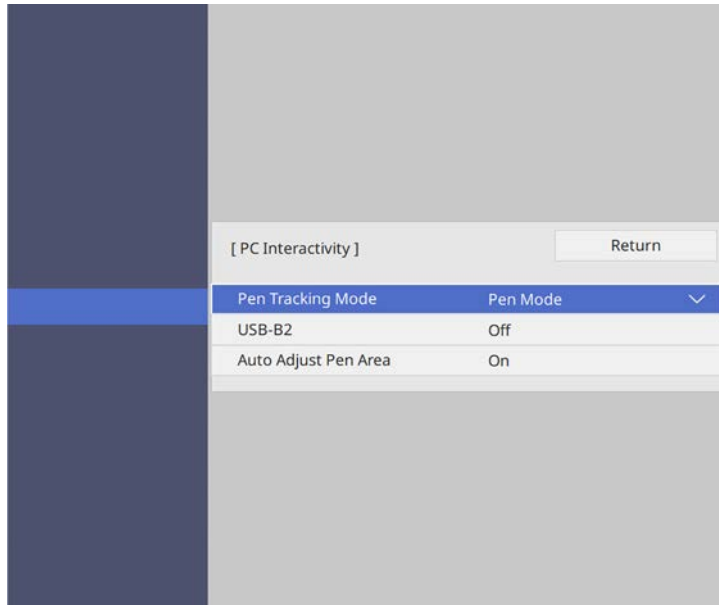 [ PC Interactivity ] Return
Pen Tracking Mode Pen Mode
USB-B2 Off
Auto Adjust Pen Area On